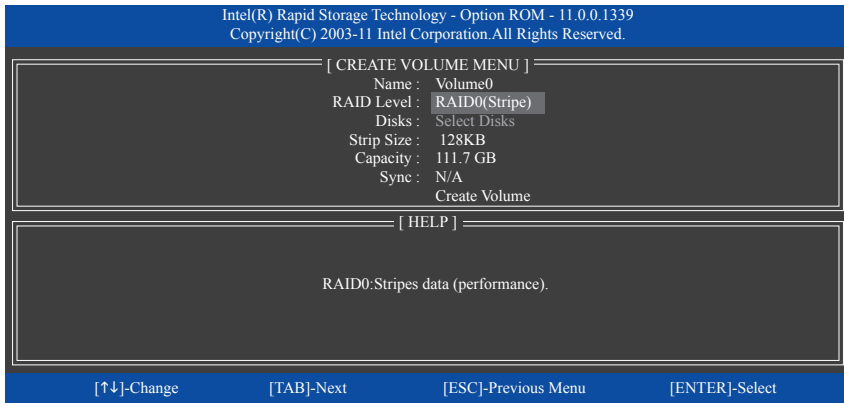 Intel(R) Rapid Storage Technology - Option ROM - 11.0.0.1339
Copyright(C) 2003-11 Intel Corporation.All Rights Reserved.
[ CREATE VOLUME MENU ]
Name : Volume0
RAID Level : RAID0(Stripe)
Disks : Select Disks
Strip Size : 128KB
Capacity : 111.7 GB
Sync : N/A
Create Volume
[ HELP ]
RAID0:Stripes data (performance).
[↑↓]-Change [TAB]-Next [ESC]-Previous Menu [ENTER]-Select